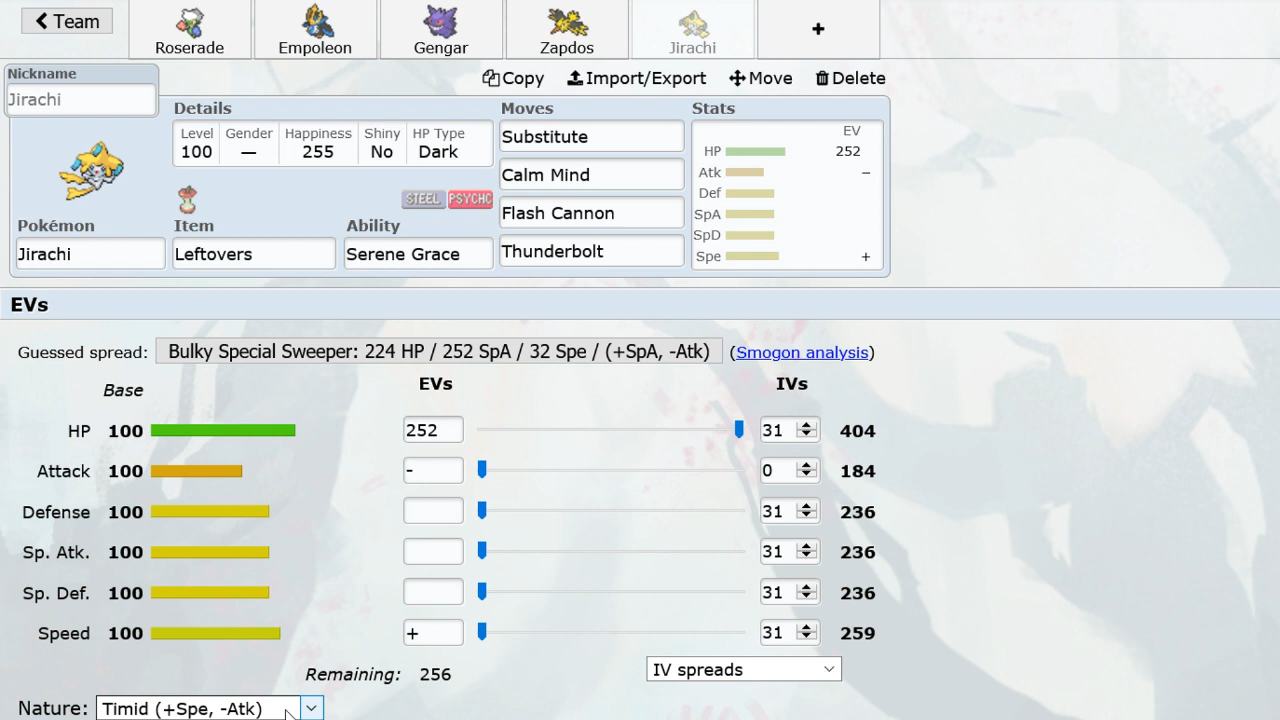 Team
Roserade
Empoleon
Gengar
Zapdos
Jirachi
+
Copy
Import/Export
Move
Delete
Nickname
Jirachi
Details
Level Gender Happiness Shiny HP Type
100 — 255 No Dark
STEEL PSYCHC
Pokémon Item Ability
Jirachi Leftovers Serene Grace
Moves
Substitute
Calm Mind
Flash Cannon
Thunderbolt
Stats
EV
HP 252
Atk −
Def
SpA
SpD
Spe +
EVs
Guessed spread: Bulky Special Sweeper: 224 HP / 252 SpA / 32 Spe / (+SpA, -Atk) (Smogon analysis)
Base EVs IVs
HP 100 252 31 404
Attack 100 - 0 184
Defense 100 31 236
Sp. Atk. 100 31 236
Sp. Def. 100 31 236
Speed 100 + 31 259
Remaining: 256 IV spreads
Nature: Timid (+Spe, -Atk)